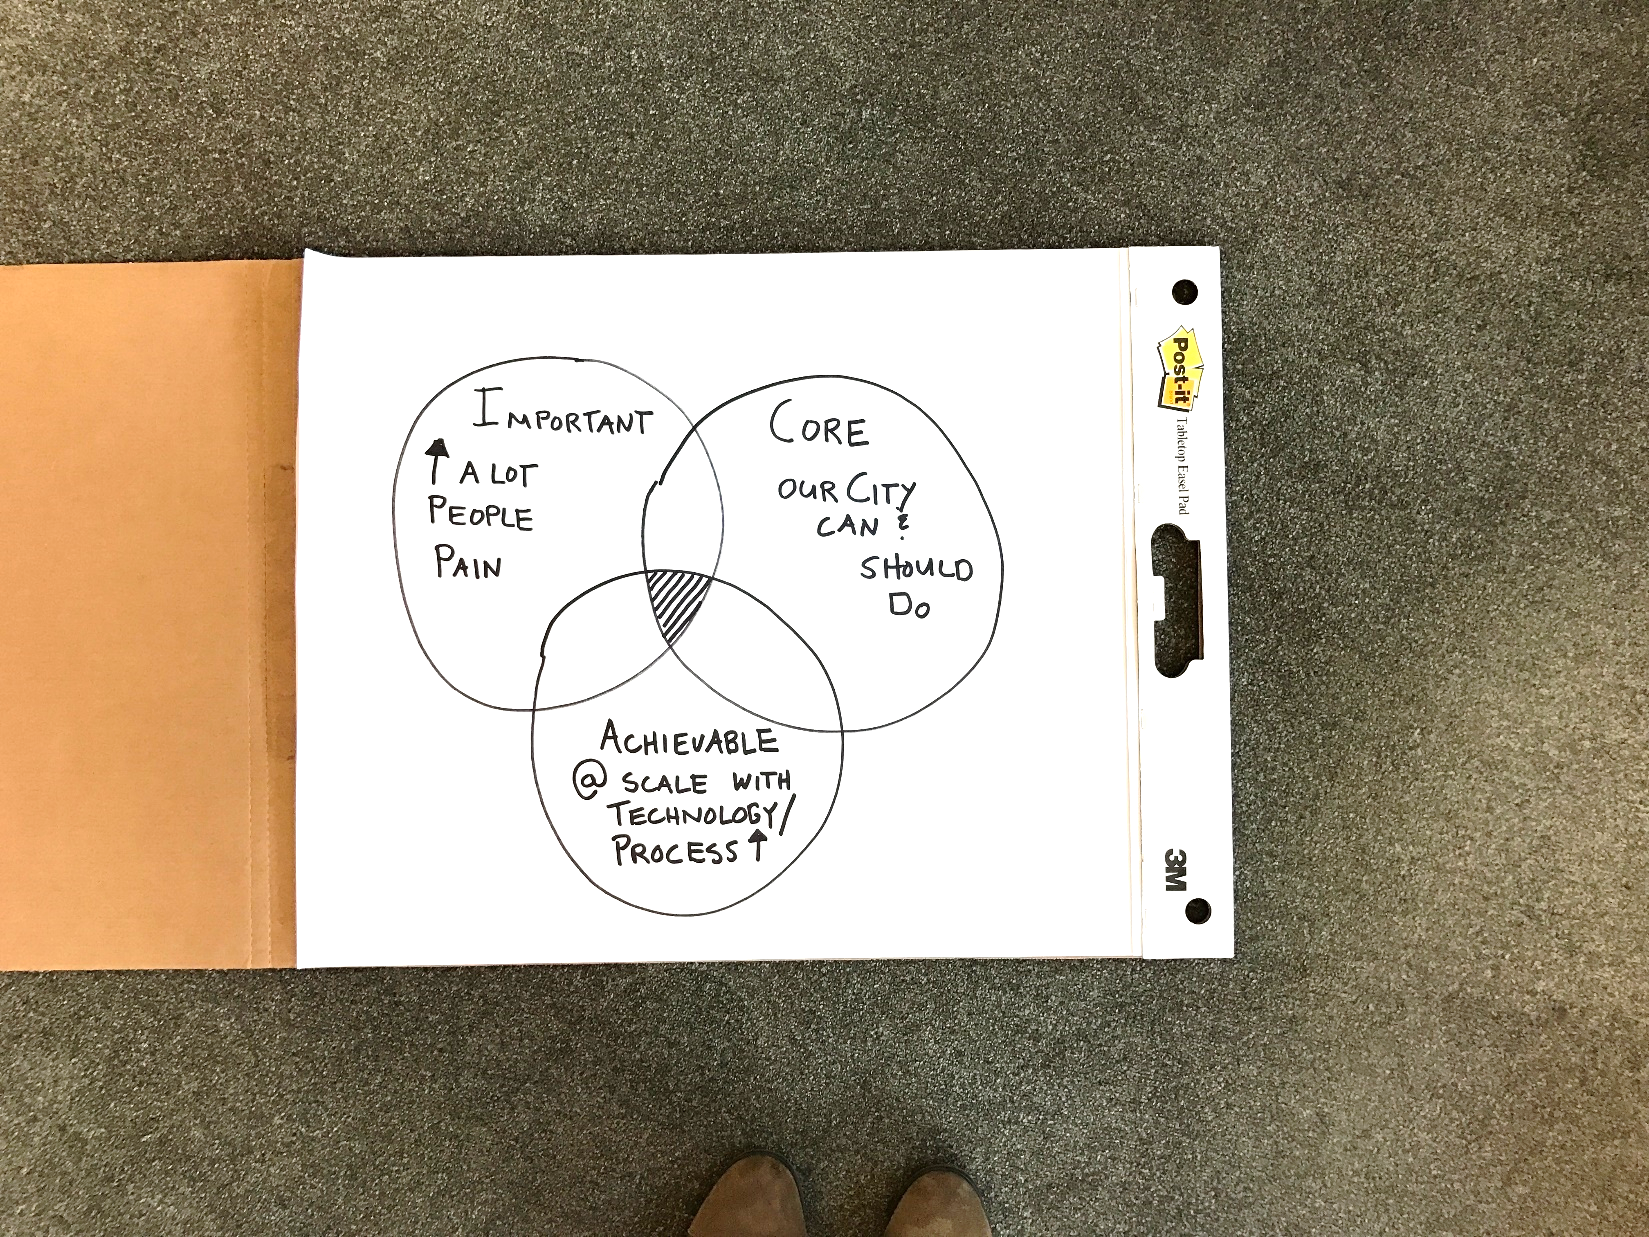 IMPORTANT
↑ A LOT
PEOPLE
PAIN
CORE
OUR CITY
CAN &
SHOULD
DO
ACHIEVABLE
@ SCALE WITH
TECHNOLOGY/
PROCESS ↑
Post-it
Tabletop Easel Pad
3M